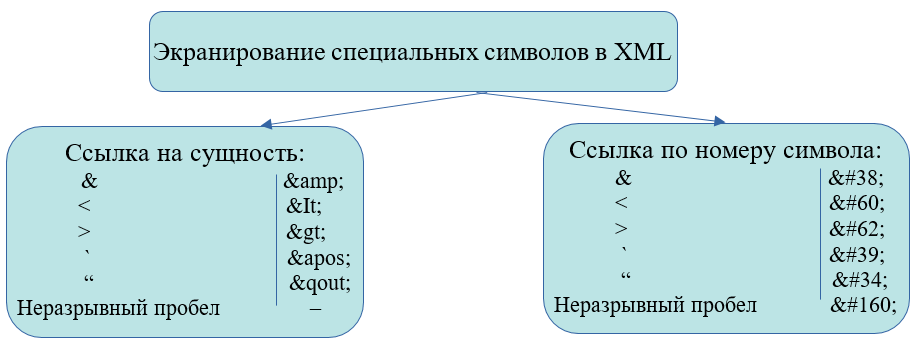 Экранирование специальных символов в XML
Ссылка на сущность:
& &amp;
< &It;
> &gt;
` &apos;
“ &qout;
Неразрывный пробел –
Ссылка по номеру символа:
& &#38;
< &#60;
> &#62;
` &#39;
“ &#34;
Неразрывный пробел &#160;